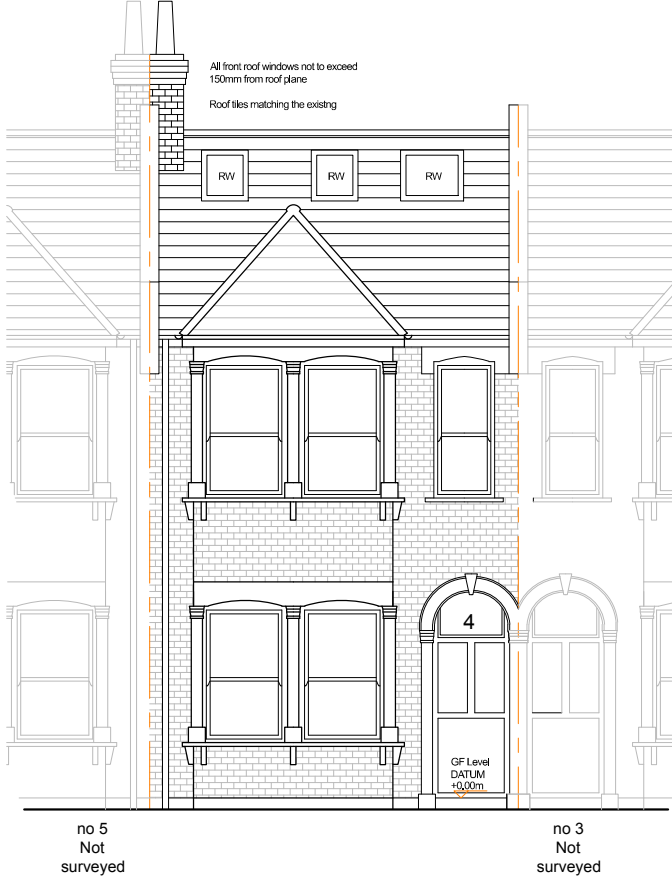 All front roof windows not to exceed
150mm from roof plane
Roof tiles matching the existng
RW
RW
RW
4
GF Level
DATUM
+0,00m
no 5
Not
surveyed
no 3
Not
surveyed